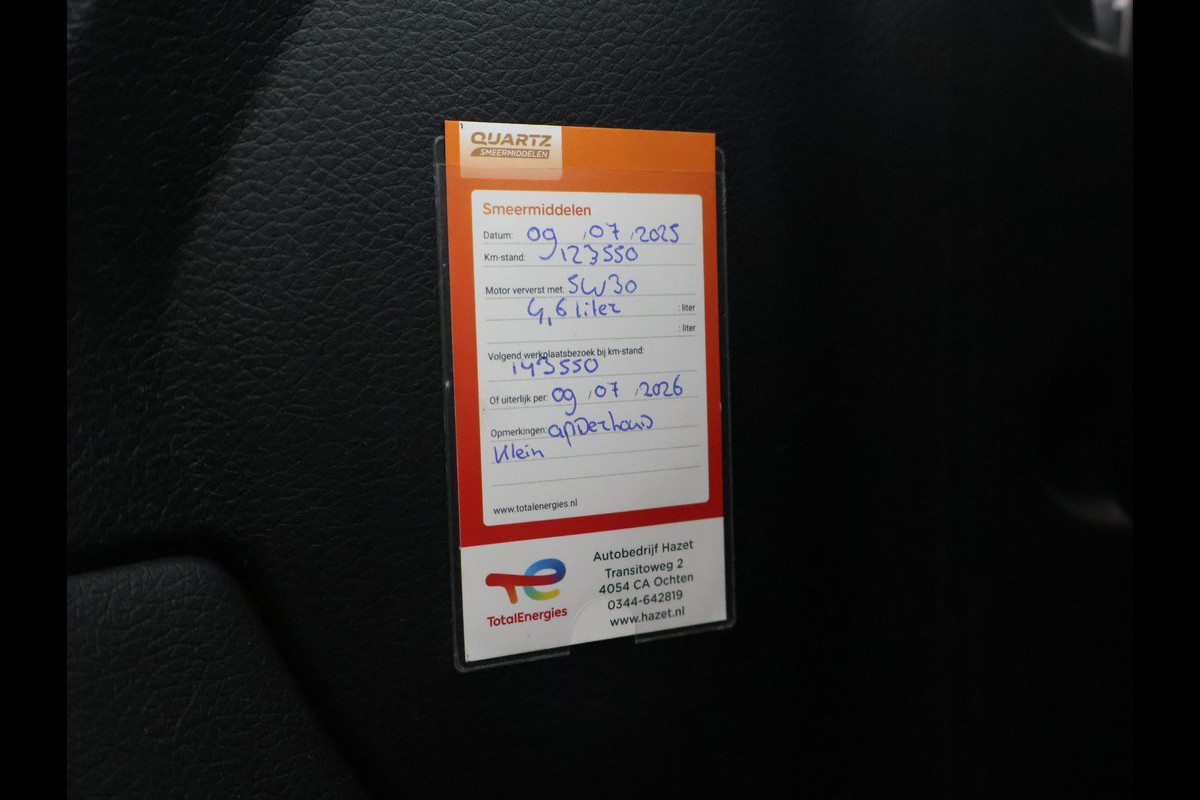 QUARTZ
SMEERMIDDELEN
Smeermiddelen
Datum: 09 / 07 / 2025
Km-stand: 123550
Motor ververst met: 5W30
4,6 liter : liter
: liter
Volgend werkplaatsbezoek bij km-stand:
143550
Of uiterlijk per: 09 / 07 / 2026
Opmerkingen:
Klein
www.totalenergies.nl
TotalEnergies
Autobedrijf Hazet
Transitoweg 2
4054 CA Ochten
0344-642819
www.hazet.nl